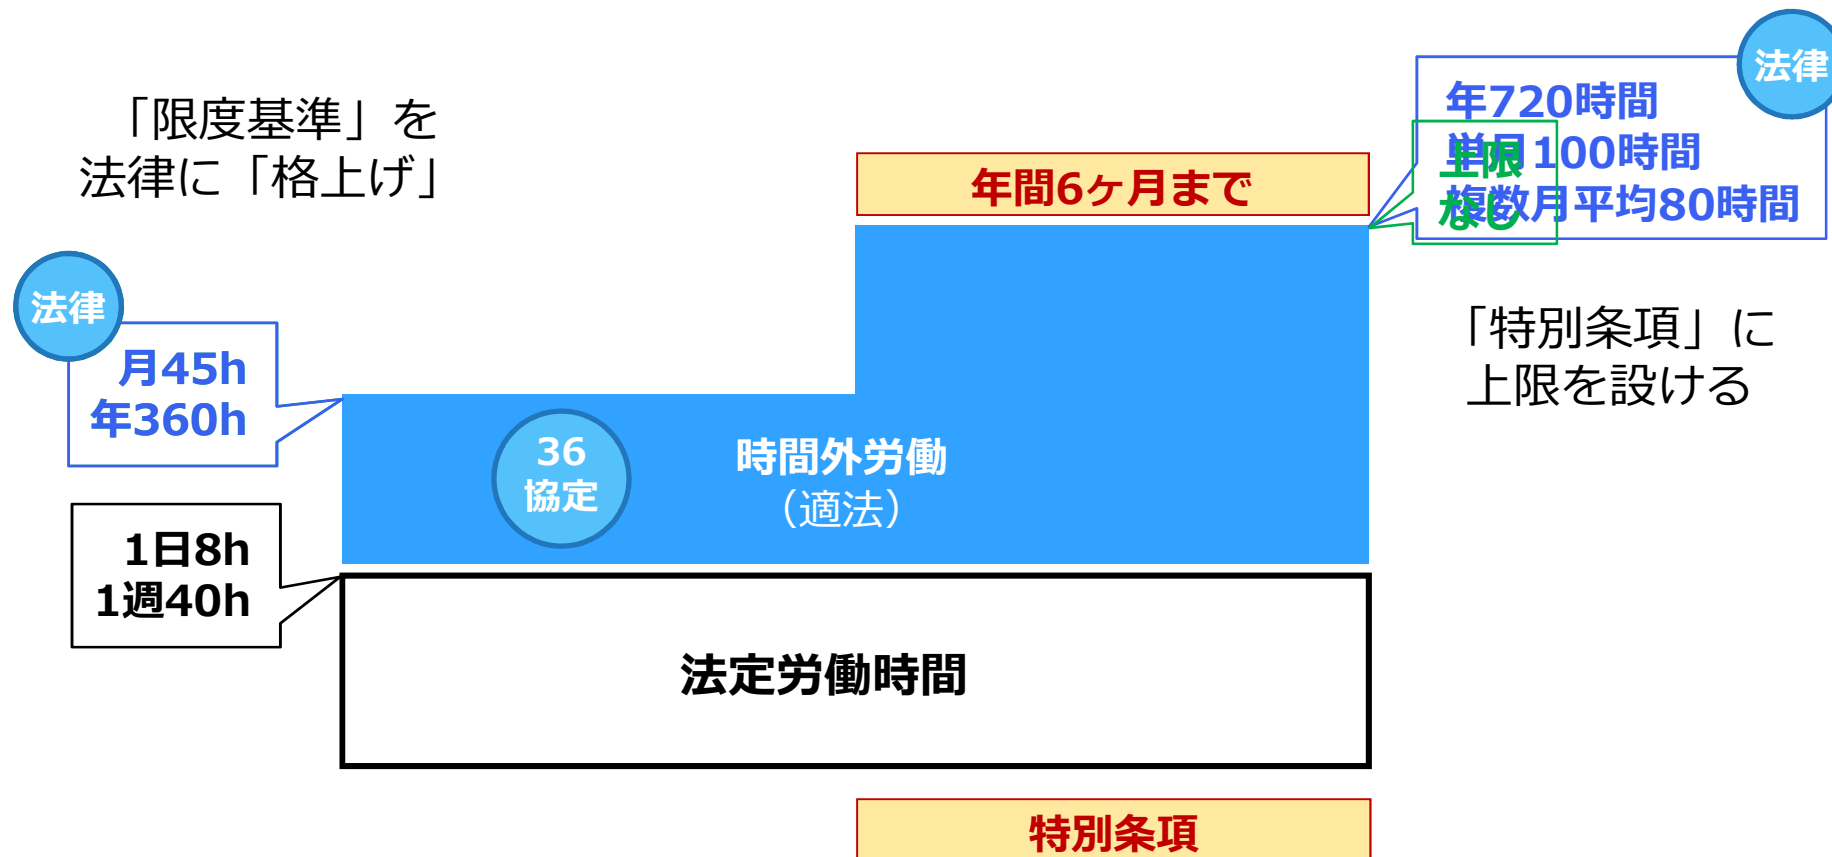 「限度基準」を
法律に「格上げ」
法律
月45h
年360h
1日8h
1週40h
36
協定
時間外労働
（適法）
法定労働時間
年間6ヶ月まで
特別条項
法律
年720時間
単月100時間
複数月平均80時間
上限
なし
「特別条項」に
上限を設ける